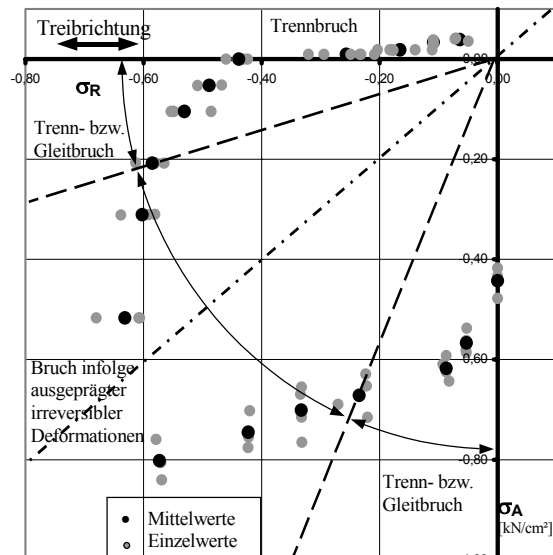 Treibrichtung
Trennbruch
0,00
-0,80
-0,60
-0,40
-0,20
0,00
σR
Trenn- bzw.
Gleitbruch
-0,20
-0,40
Bruch infolge
ausgeprägter
irreversibler
Deformationen
-0,60
-0,80
Trenn- bzw.
Gleitbruch
σA
[kN/cm²]
Mittelwerte
Einzelwerte